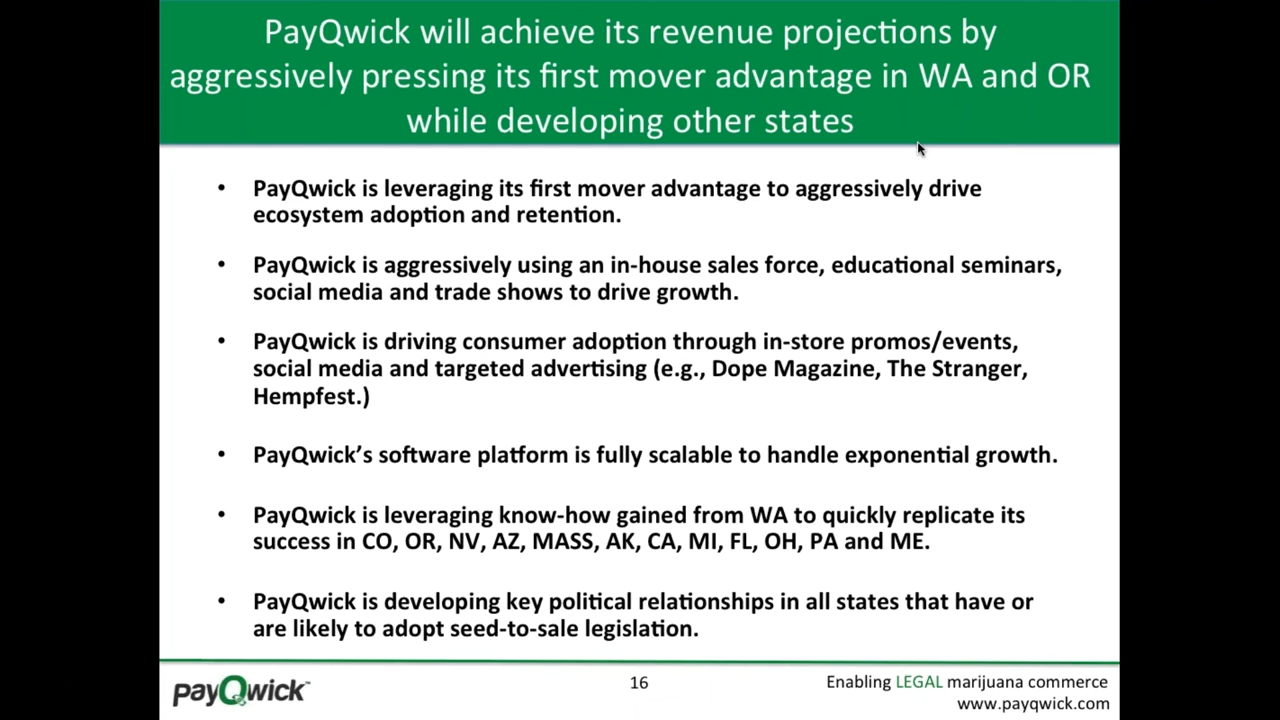 PayQwick will achieve its revenue projections by
aggressively pressing its first mover advantage in WA and OR
while developing other states
• PayQwick is leveraging its first mover advantage to aggressively drive
ecosystem adoption and retention.
• PayQwick is aggressively using an in-house sales force, educational seminars,
social media and trade shows to drive growth.
• PayQwick is driving consumer adoption through in-store promos/events,
social media and targeted advertising (e.g., Dope Magazine, The Stranger,
Hempfest.)
• PayQwick’s software platform is fully scalable to handle exponential growth.
• PayQwick is leveraging know-how gained from WA to quickly replicate its
success in CO, OR, NV, AZ, MASS, AK, CA, MI, FL, OH, PA and ME.
• PayQwick is developing key political relationships in all states that have or
are likely to adopt seed-to-sale legislation.
payQwick™
16
Enabling LEGAL marijuana commerce
www.payqwick.com